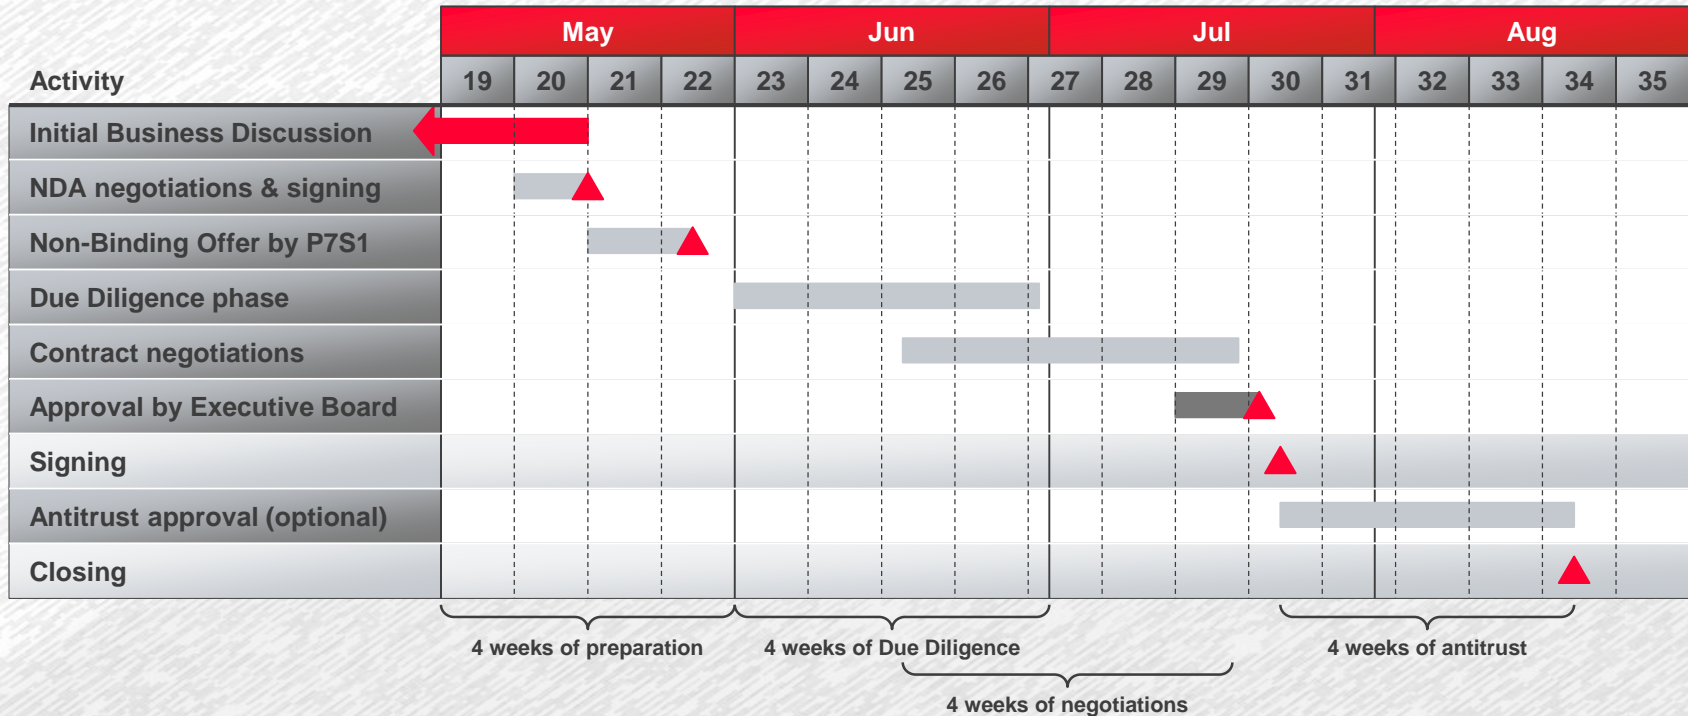 May Jun Jul Aug
Activity 19 20 21 22 23 24 25 26 27 28 29 30 31 32 33 34 35
Initial Business Discussion
NDA negotiations & signing
Non-Binding Offer by P7S1
Due Diligence phase
Contract negotiations
Approval by Executive Board
Signing
Antitrust approval (optional)
Closing
4 weeks of preparation 4 weeks of Due Diligence 4 weeks of antitrust
4 weeks of negotiations